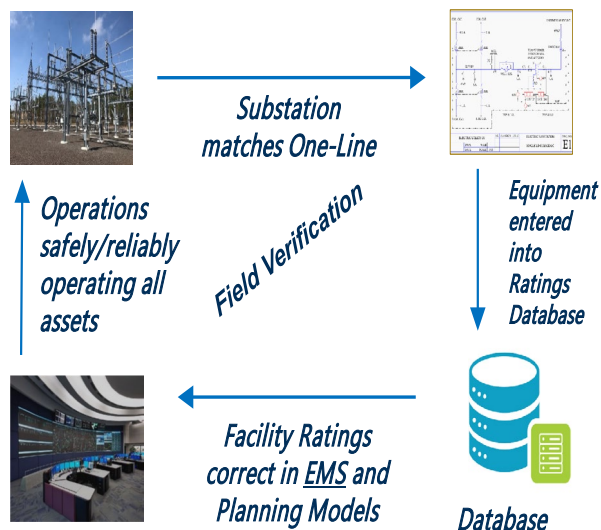 Substation
matches One-Line
Equipment
entered
into
Ratings
Database
Operations
safely/reliably
operating all
assets
Field Verification
Facility Ratings
correct in EMS and
Planning Models
Database
E1